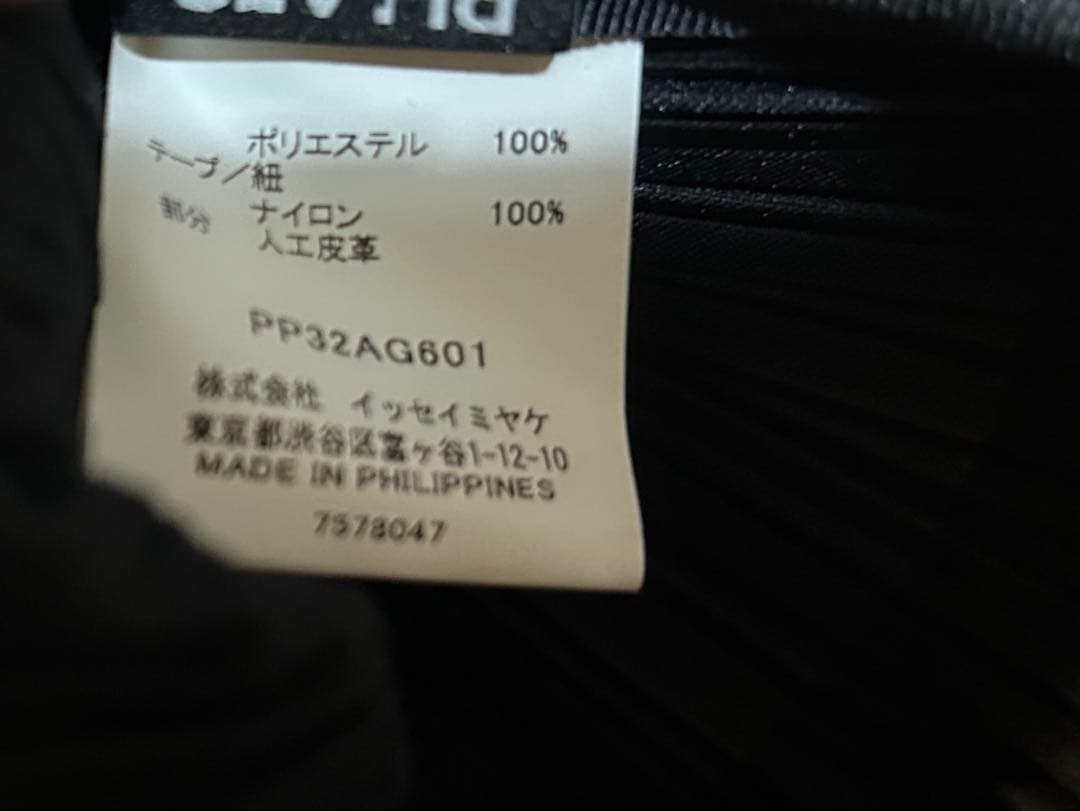 ポリエステル 100%
テープ/紐
部分 ナイロン 100%
人工皮革
PP32AG601
株式会社 イッセイミヤケ
東京都渋谷区富ヶ谷1-12-10
MADE IN PHILIPPINES
7578047